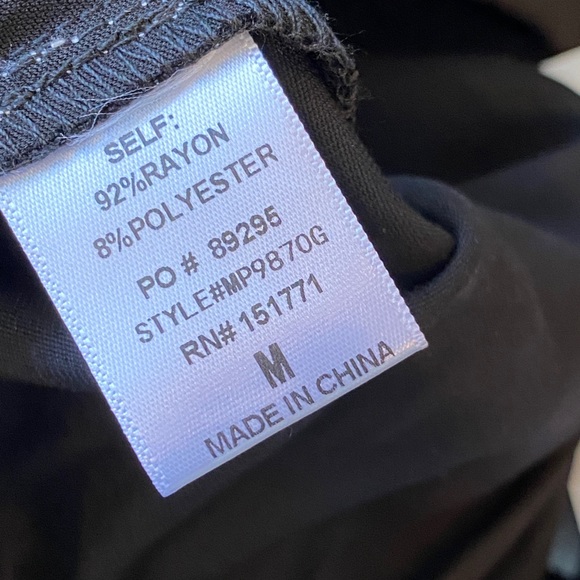 SELF:
92%RAYON
8%POLYESTER
PO # 89295
STYLE#MP9870G
RN# 151771
M
MADE IN CHINA